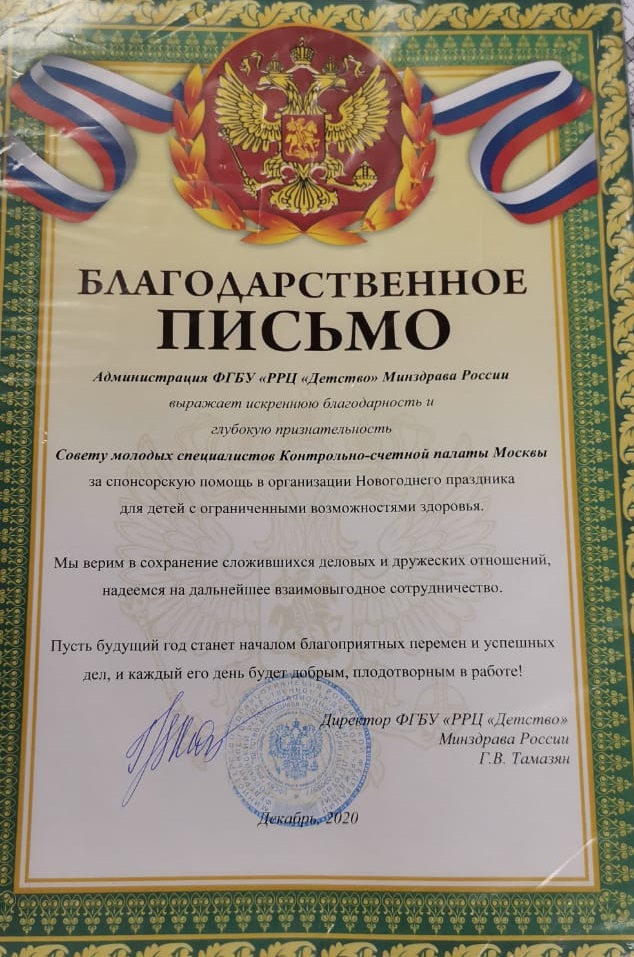 БЛАГОДАРСТВЕННОЕ
ПИСЬМО
Администрация ФГБУ «РРЦ «Детство» Минздрава России
выражает искреннюю благодарность и
глубокую признательность
Совету молодых специалистов Контрольно-счетной палаты Москвы
за спонсорскую помощь в организации Новогоднего праздника
для детей с ограниченными возможностями здоровья.
Мы верим в сохранение сложившихся деловых и дружеских отношений,
надеемся на дальнейшее взаимовыгодное сотрудничество.
Пусть будущий год станет началом благоприятных перемен и успешных
дел, и каждый его день будет добрым, плодотворным в работе!
Директор ФГБУ «РРЦ «Детство»
Минздрава России
Г.В. Тамазян
Декабрь, 2020